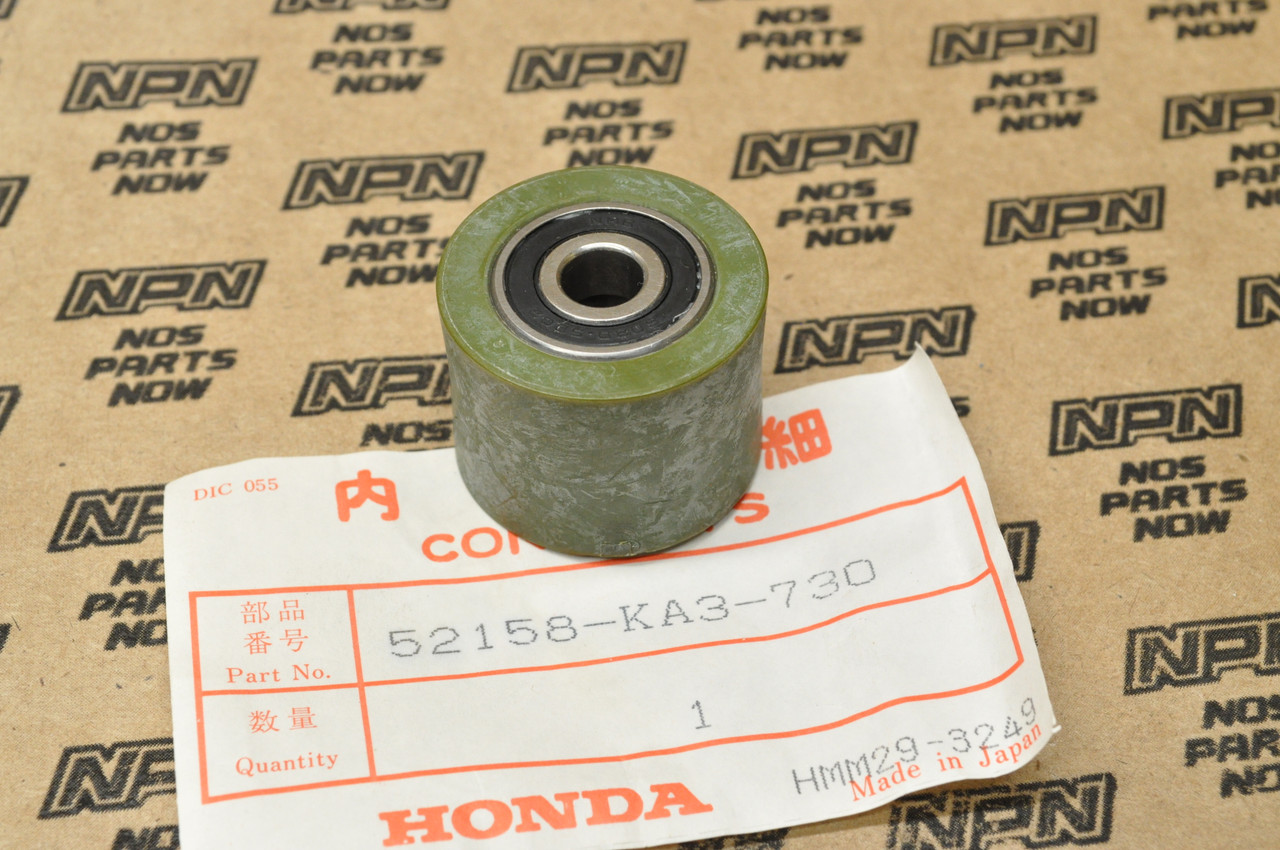 NPN
NOS
PARTS
NOW
DIC 055
内 細
CON S
部品
番号
Part No.
52158-KA3-730
数量
Quantity
1
HMM29-3249
Made in Japan
HONDA